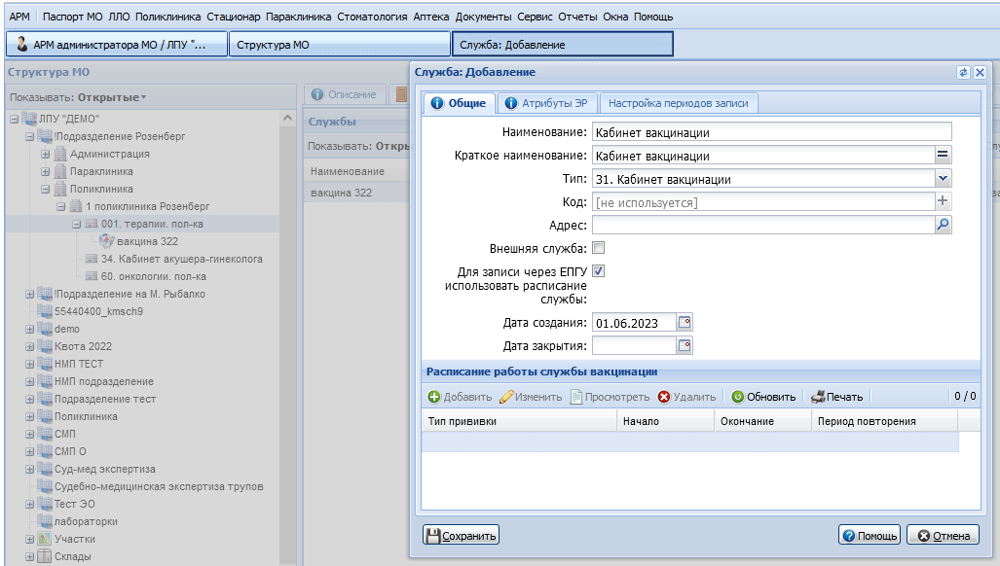 АРМ Паспорт МО ЛЛО Поликлиника Стационар Параклиника Стоматология Аптека Документы Сервис Отчеты Окна Помощь
АРМ администратора МО / ЛПУ "...
Структура МО
Служба: Добавление
Структура МО
Показывать: Открытые
ЛПУ "ДЕМО"
!Подразделение Розенберг
Администрация
Параклиника
Поликлиника
1 поликлиника Розенберг
001. терапии. пол-ка
вакцина 322
34. Кабинет акушера-гинеколога
60. онкологии. пол-ка
!Подразделение на М. Рыбалко
55440400_kmsch9
demo
Квота 2022
НМП ТЕСТ
НМП подразделение
Подразделение тест
Поликлиника
СМП
СМП О
Суд-мед экспертиза
Судебно-медицинская экспертиза трупов
Тест ЭО
лабораторки
Участки
Склады
Описание
Службы
Показывать: Откры
Наименование
вакцина 322
Служба: Добавление
Общие
Атрибуты ЭР
Настройка периодов записи
Наименование: Кабинет вакцинации
Краткое наименование: Кабинет вакцинации
Тип: 31. Кабинет вакцинации
Код: [не используется]
Адрес:
Внешняя служба:
Для записи через ЕПГУ
использовать расписание
службы:
Дата создания: 01.06.2023
Дата закрытия:
Расписание работы службы вакцинации
Добавить Изменить Просмотреть Удалить Обновить Печать 0 / 0
Тип прививки Начало Окончание Период повторения
Сохранить Помощь Отмена